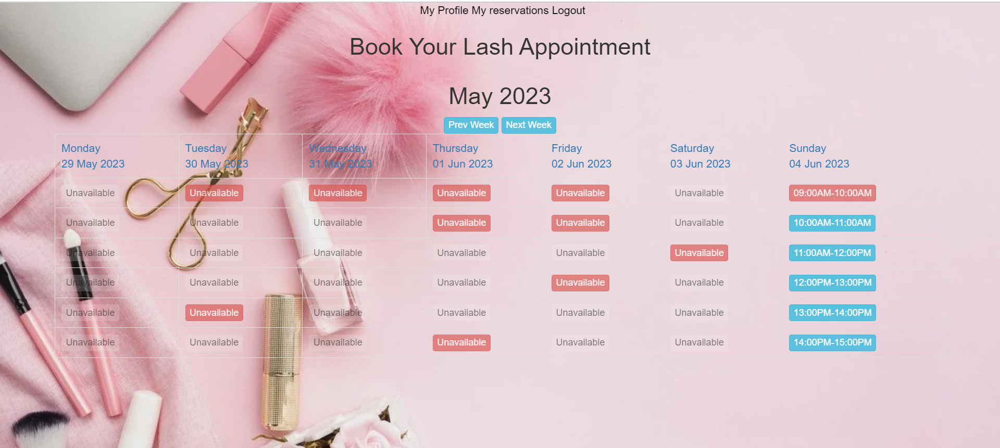 My Profile My reservations Logout
Book Your Lash Appointment
May 2023
Prev Week Next Week
Monday Tuesday Wednesday Thursday Friday Saturday Sunday
29 May 2023 30 May 2023 31 May 2023 01 Jun 2023 02 Jun 2023 03 Jun 2023 04 Jun 2023
Unavailable Unavailable Unavailable Unavailable Unavailable Unavailable 09:00AM-10:00AM
Unavailable Unavailable Unavailable Unavailable Unavailable Unavailable 10:00AM-11:00AM
Unavailable Unavailable Unavailable Unavailable Unavailable Unavailable 11:00AM-12:00PM
Unavailable Unavailable Unavailable Unavailable Unavailable Unavailable 12:00PM-13:00PM
Unavailable Unavailable Unavailable Unavailable Unavailable Unavailable 13:00PM-14:00PM
Unavailable Unavailable Unavailable Unavailable Unavailable Unavailable 14:00PM-15:00PM